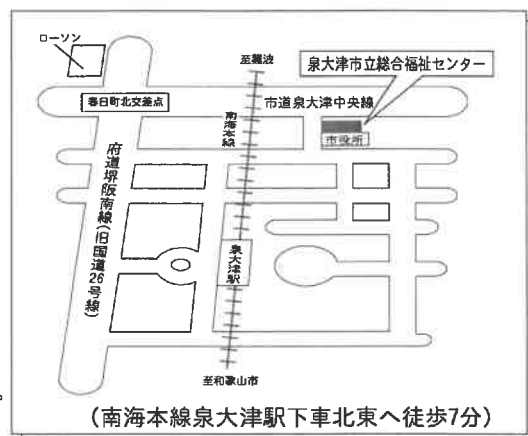 ローソン
至難波
泉大津市立総合福祉センター
春日町北交差点
市道泉大津中央線
南海本線
市役所
府道堺阪南線(旧国道26号線)
泉大津駅
至和歌山市
(南海本線泉大津駅下車北東へ徒歩7分)